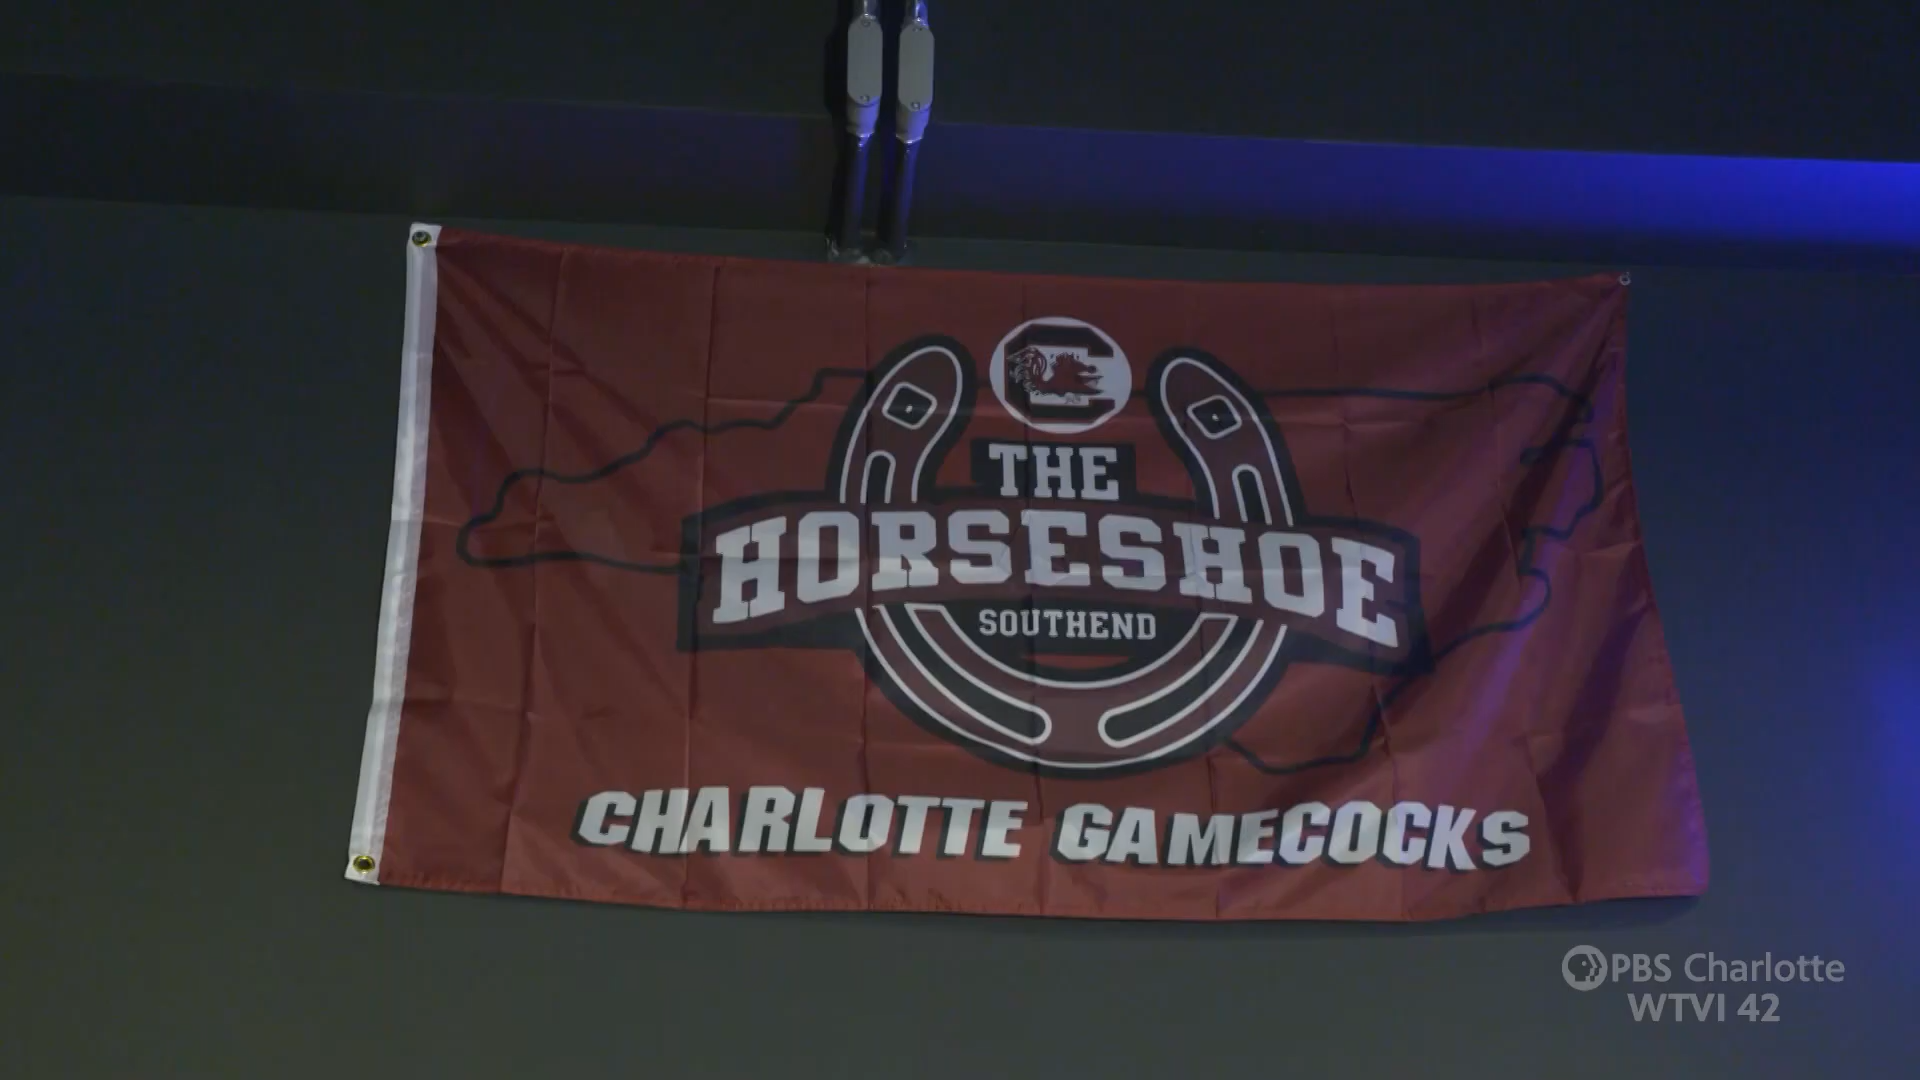 C
THE
HORSESHOE
SOUTHEND
CHARLOTTE GAMECOCKS
PBS Charlotte
WTVI 42